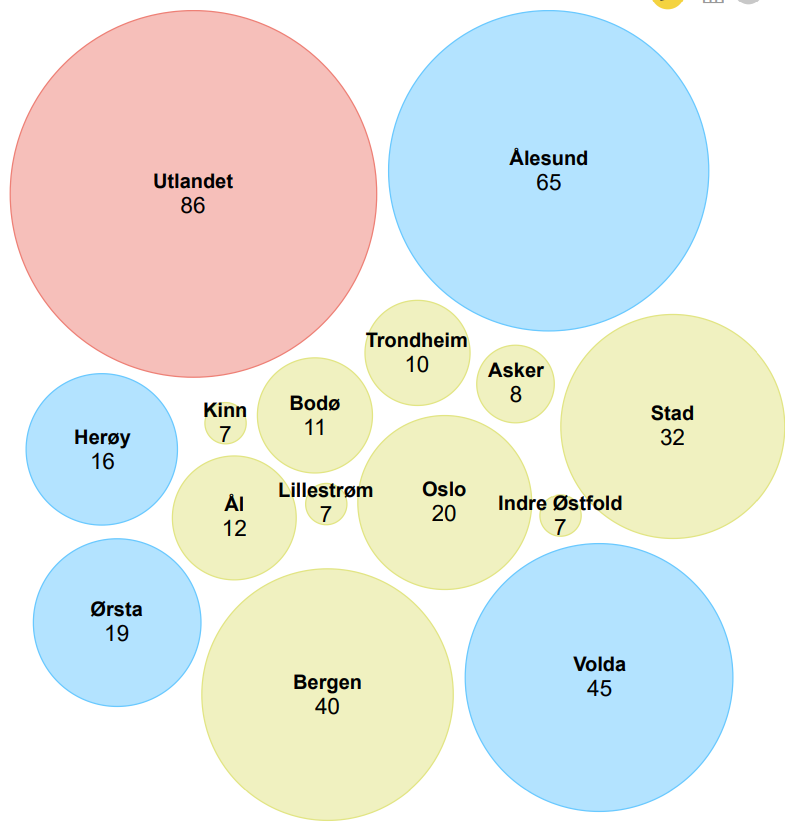 Utlandet
86
Ålesund
65
Trondheim
10
Asker
8
Stad
32
Kinn
7
Bodø
11
Herøy
16
Ål
12
Lillestrøm
7
Oslo
20
Indre Østfold
7
Ørsta
19
Bergen
40
Volda
45